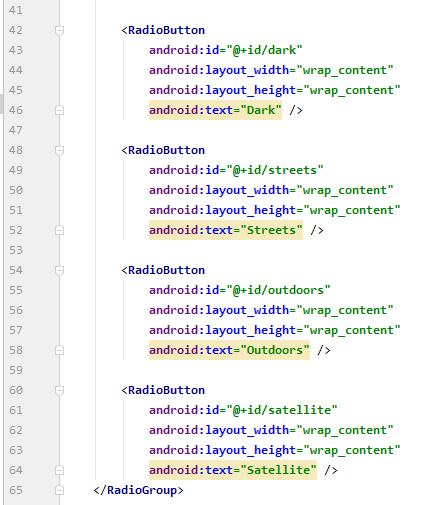 41
42 <RadioButton
43 android:id="@+id/dark"
44 android:layout_width="wrap_content"
45 android:layout_height="wrap_content"
46 android:text="Dark" />
47
48 <RadioButton
49 android:id="@+id/streets"
50 android:layout_width="wrap_content"
51 android:layout_height="wrap_content"
52 android:text="Streets" />
53
54 <RadioButton
55 android:id="@+id/outdoors"
56 android:layout_width="wrap_content"
57 android:layout_height="wrap_content"
58 android:text="Outdoors" />
59
60 <RadioButton
61 android:id="@+id/satellite"
62 android:layout_width="wrap_content"
63 android:layout_height="wrap_content"
64 android:text="Satellite" />
65 </RadioGroup>